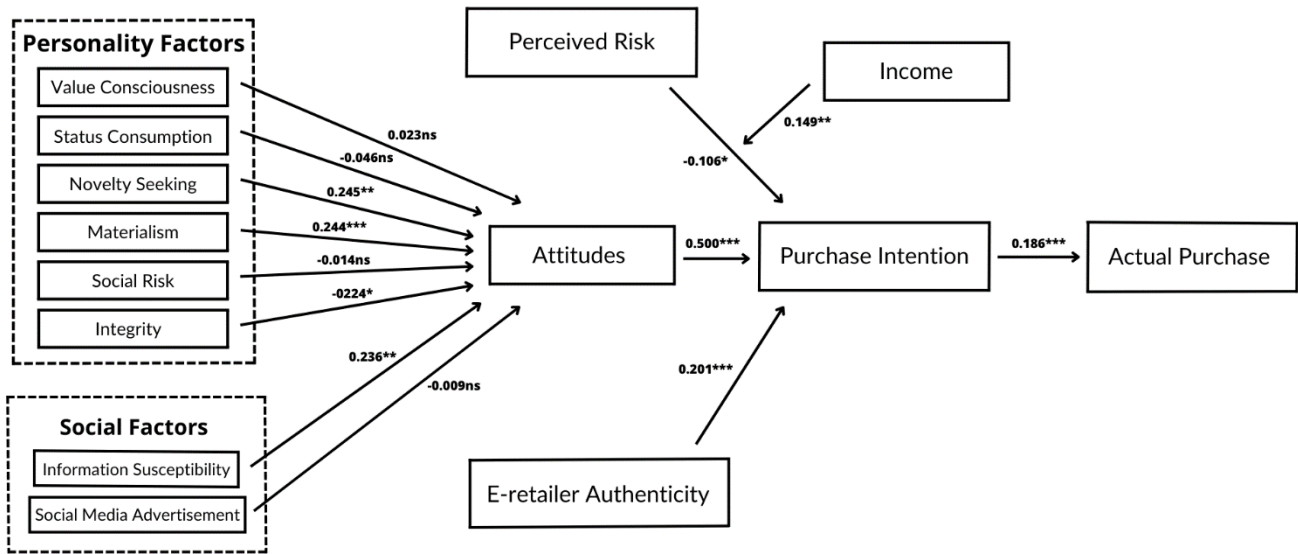 Personality Factors
Value Consciousness
Status Consumption
Novelty Seeking
Materialism
Social Risk
Integrity
Social Factors
Information Susceptibility
Social Media Advertisement
0.023ns
-0.046ns
0.245**
0.244***
-0.014ns
-0224*
0.236**
-0.009ns
Attitudes
0.500***
Perceived Risk
Income
0.149**
-0.106*
Purchase Intention
0.186***
Actual Purchase
0.201***
E-retailer Authenticity